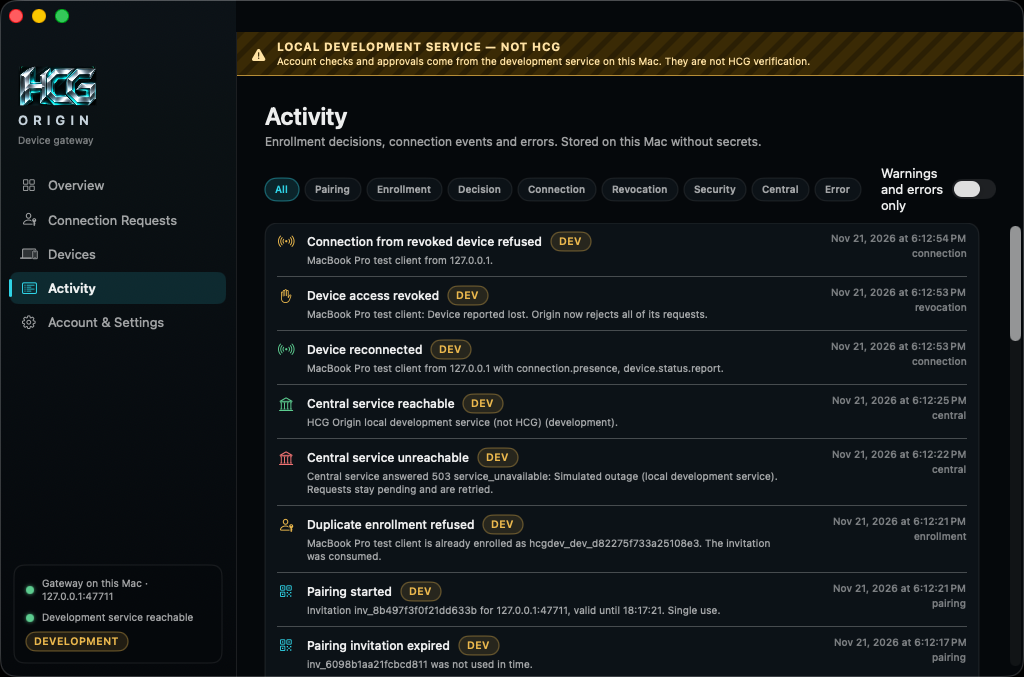 HCG
ORIGIN
Device gateway
Overview
Connection Requests
Devices
Activity
Account & Settings
Gateway on this Mac ·
127.0.0.1:47711
Development service reachable
DEVELOPMENT
LOCAL DEVELOPMENT SERVICE — NOT HCG
Account checks and approvals come from the development service on this Mac. They are not HCG verification.
Activity
Enrollment decisions, connection events and errors. Stored on this Mac without secrets.
All Pairing Enrollment Decision Connection Revocation Security Central Error
Warnings
and errors
only
Connection from revoked device refused DEV Nov 21, 2026 at 6:12:54 PM
MacBook Pro test client from 127.0.0.1. connection
Device access revoked DEV Nov 21, 2026 at 6:12:53 PM
MacBook Pro test client: Device reported lost. Origin now rejects all of its requests. revocation
Device reconnected DEV Nov 21, 2026 at 6:12:53 PM
MacBook Pro test client from 127.0.0.1 with connection.presence, device.status.report. connection
Central service reachable DEV Nov 21, 2026 at 6:12:25 PM
HCG Origin local development service (not HCG) (development). central
Central service unreachable DEV Nov 21, 2026 at 6:12:22 PM
Central service answered 503 service_unavailable: Simulated outage (local development service). central
Requests stay pending and are retried.
Duplicate enrollment refused DEV Nov 21, 2026 at 6:12:21 PM
MacBook Pro test client is already enrolled as hcgdev_dev_d82275f733a25108e3. The invitation enrollment
was consumed.
Pairing started DEV Nov 21, 2026 at 6:12:21 PM
Invitation inv_8b497f3f0f21dd633b for 127.0.0.1:47711, valid until 18:17:21. Single use. pairing
Pairing invitation expired DEV Nov 21, 2026 at 6:12:17 PM
inv_6098b1aa21fcbcd811 was not used in time. pairing